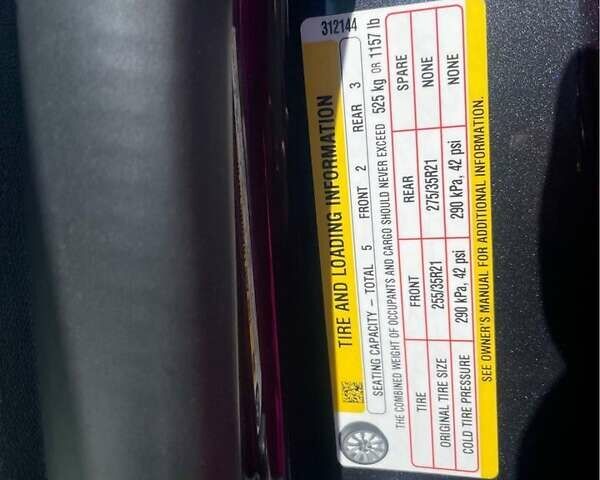 312144
TIRE AND LOADING INFORMATION
SEATING CAPACITY - TOTAL 5 FRONT 2 REAR 3
THE COMBINED WEIGHT OF OCCUPANTS AND CARGO SHOULD NEVER EXCEED 525 kg OR 1157 lb
TIRE FRONT REAR SPARE
ORIGINAL TIRE SIZE 255/35R21 275/35R21 NONE
COLD TIRE PRESSURE 290 kPa, 42 psi 290 kPa, 42 psi NONE
SEE OWNER'S MANUAL FOR ADDITIONAL INFORMATION.